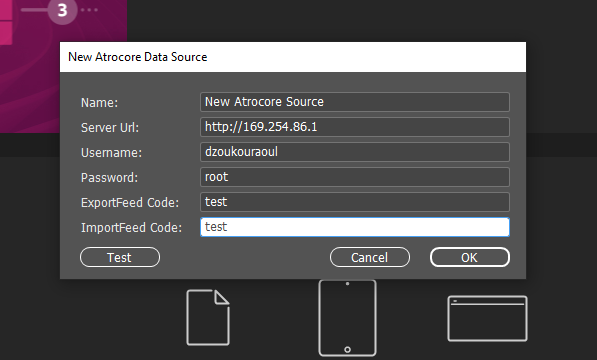 3
New Atrocore Data Source
Name: New Atrocore Source
Server Url: http://169.254.86.1
Username: dzoukouraoul
Password: root
ExportFeed Code: test
ImportFeed Code: test
Test Cancel OK